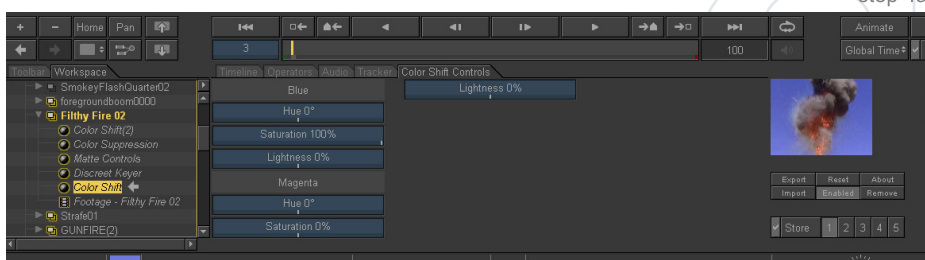 + - Home Pan
3 100 Animate
Global Time
Toolbar Workspace Timeline Operators Audio Tracker Color Shift Controls
SmokeyFlashQuarter02
foregroundboom0000
Filthy Fire 02
Color Shift(2)
Color Suppression
Matte Controls
Discreet Keyer
Color Shift
Footage - Filthy Fire 02
Strafe01
GUNFIRE(2)
Blue
Hue 0°
Saturation 100%
Lightness 0%
Magenta
Hue 0°
Saturation 0%
Lightness 0%
Export Reset About
Import Enabled Remove
Store 1 2 3 4 5